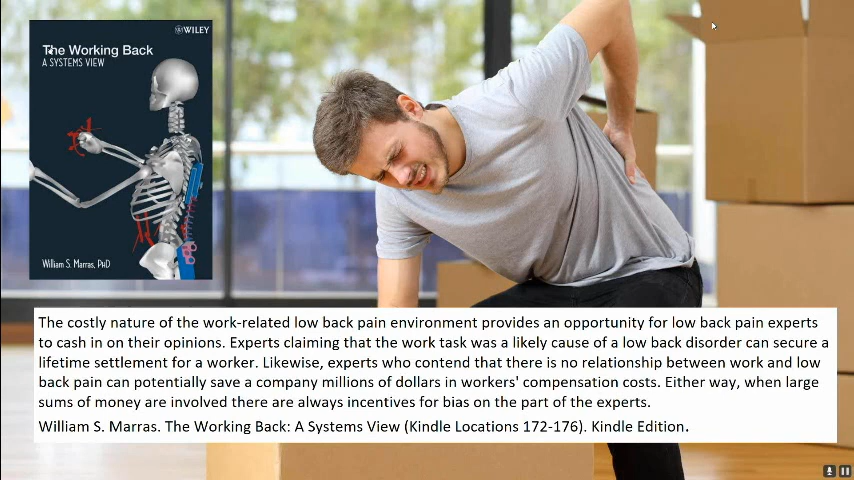 WILEY
The Working Back
A SYSTEMS VIEW
William S. Marras, PhD
The costly nature of the work-related low back pain environment provides an opportunity for low back pain experts
to cash in on their opinions. Experts claiming that the work task was a likely cause of a low back disorder can secure a
lifetime settlement for a worker. Likewise, experts who contend that there is no relationship between work and low
back pain can potentially save a company millions of dollars in workers' compensation costs. Either way, when large
sums of money are involved there are always incentives for bias on the part of the experts.
William S. Marras. The Working Back: A Systems View (Kindle Locations 172-176). Kindle Edition.